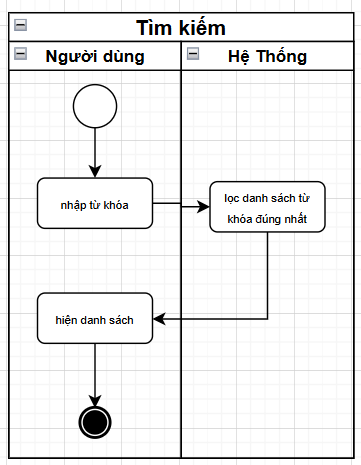 Tìm kiếm
Người dùng
Hệ Thống
nhập từ khóa
lọc danh sách từ
khóa đúng nhất
hiện danh sách